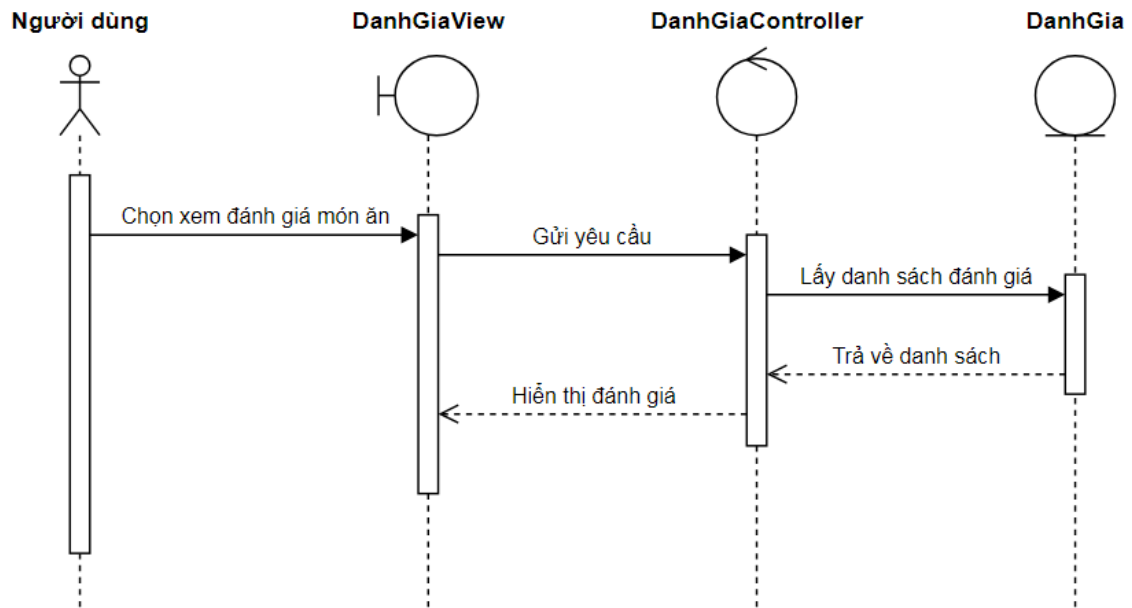 Người dùng
DanhGiaView
DanhGiaController
DanhGia
Chọn xem đánh giá món ăn
Gửi yêu cầu
Lấy danh sách đánh giá
Trả về danh sách
Hiển thị đánh giá